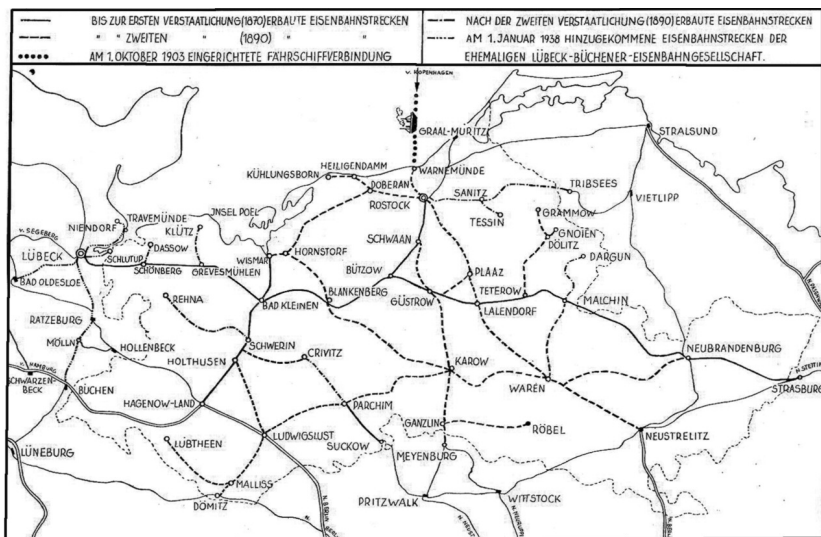 BIS ZUR ERSTEN VERSTAATLICHUNG (1870) ERBAUTE EISENBAHNSTRECKEN
" " ZWEITEN " (1890) " "
AM 1. OKTOBER 1903 EINGERICHTETE FÄHRSCHIFFVERBINDUNG
NACH DER ZWEITEN VERSTAATLICHUNG (1890) ERBAUTE EISENBAHNSTRECKEN
AM 1. JANUAR 1938 HINZUGEKOMMENE EISENBAHNSTRECKEN DER
EHEMALIGEN LÜBECK-BÜCHENER-EISENBAHNGESELLSCHAFT.
V. KOPENHAGEN
GRAAL-MÜRITZ
STRALSUND
HEILIGENDAMM
WARNEMÜNDE
KÜHLUNGSBORN
DOBERAN
SANITZ
TRIBSEES
ROSTOCK
VIETLIPP
INSEL POEL
TRAVEMÜNDE
KLÜTZ
NIENDORF
TESSIN
GRAMMOW
GNOIEN
DÖLITZ
V. SEGEBERG
DASSOW
SCHWAAN
LÜBECK
SCHLUTUP
WISMAR
HORNSTORF
DARGUN
SCHÖNBERG
GREVESMÜHLEN
BÜTZOW
PLAAZ
BAD OLDESLOE
BLANKENBERG
TETEROW
REHNA
BAD KLEINEN
GÜSTROW
LALENDORF
MALCHIN
RATZEBURG
MÖLLN
HOLLENBECK
SCHWERIN
CRIVITZ
NEUBRANDENBURG
HOLTHUSEN
KAROW
V. HAMBURG
N. STETTIN
SCHWARZEN-
BECK
BÜCHEN
WAREN
STRASBURG
HAGENOW-LAND
PARCHIM
GANZLIN
RÖBEL
LÜBTHEEN
LUDWIGSLUST
SUCKOW
NEUSTRELITZ
LÜNEBURG
MEYENBURG
MALLISS
DÖMITZ
PRITZWALK
WITTSTOCK
N. BERLIN